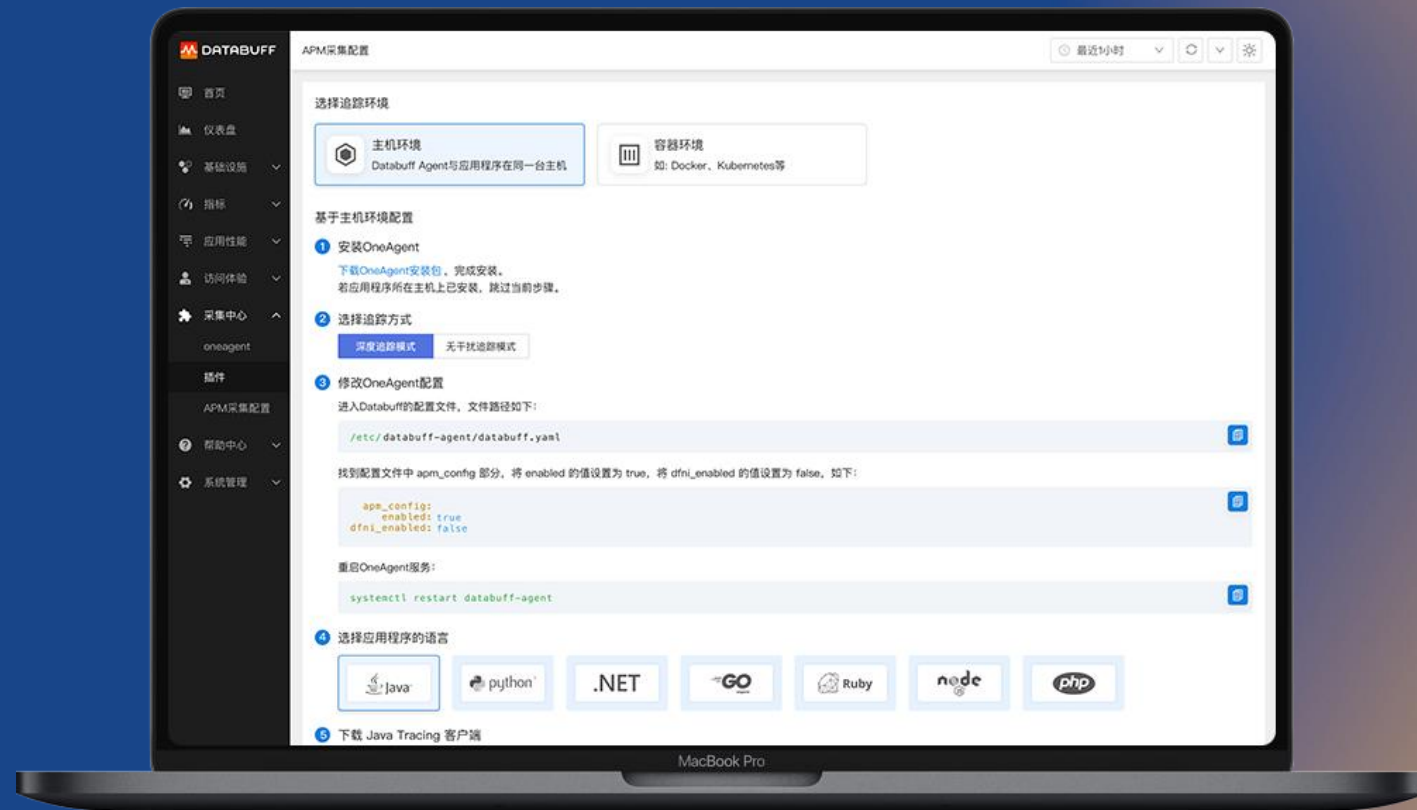 DATABUFF
首页
仪表盘
基础设施
指标
应用性能
访问体验
采集中心
oneagent
插件
APM采集配置
帮助中心
系统管理
APM采集配置
最近1小时
选择追踪环境
主机环境
Databuff Agent与应用程序在同一台主机
容器环境
如: Docker、Kubernetes等
基于主机环境配置
1 安装OneAgent
下载OneAgent安装包，完成安装。
若应用程序所在主机上已安装，跳过当前步骤。
2 选择追踪方式
深度追踪模式 无干扰追踪模式
3 修改OneAgent配置
进入Databuff的配置文件，文件路径如下：
/etc/databuff-agent/databuff.yaml
找到配置文件中 apm_config 部分，将 enabled 的值设置为 true，将 dfni_enabled 的值设置为 false，如下：
apm_config:
enabled: true
dfni_enabled: false
重启OneAgent服务：
systemctl restart databuff-agent
4 选择应用程序的语言
Java python .NET GO Ruby node JS php
5 下载 Java Tracing 客户端
MacBook Pro